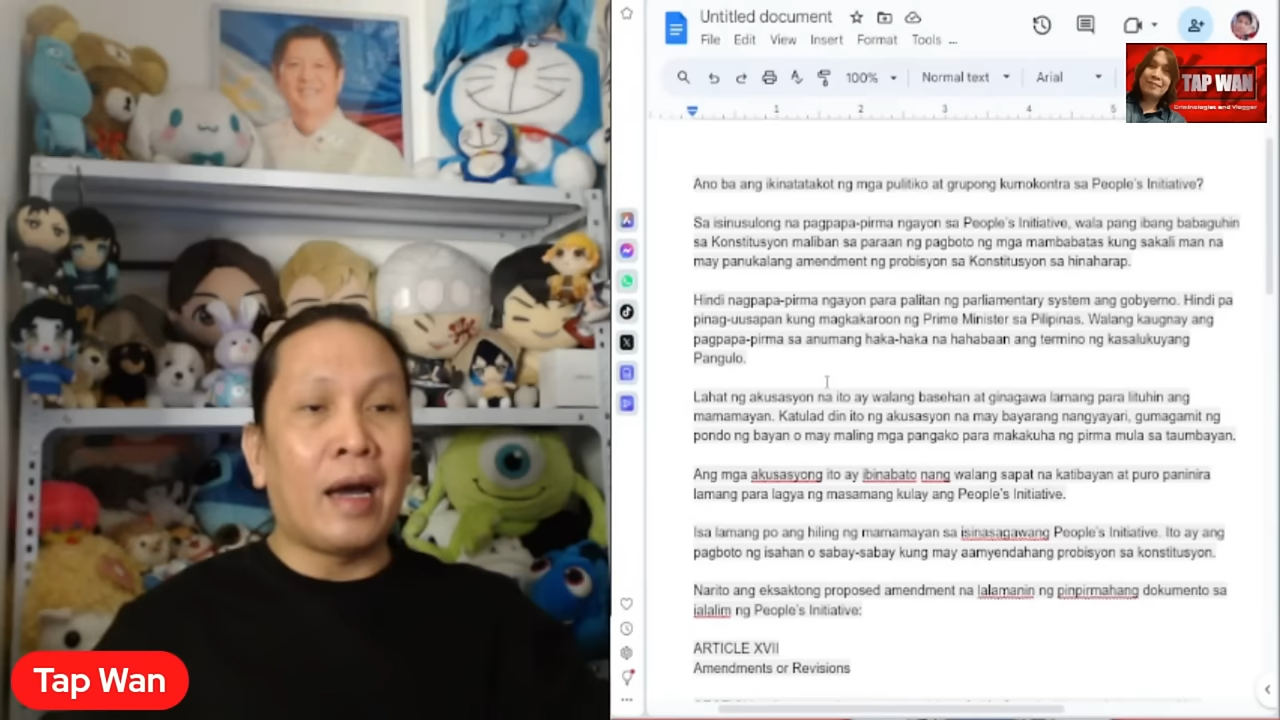 Untitled document
File Edit View Insert Format Tools ...
100% Normal text Arial
TAP WAN
Criminologist and Vlogger
1 2 3 4 5
Ano ba ang ikinatatakot ng mga pulitiko at grupong kumokontra sa People's Initiative?
Sa isinusulong na pagpapa-pirma ngayon sa People's Initiative, wala pang ibang babaguhin
sa Konstitusyon maliban sa paraan ng pagboto ng mga mambabatas kung sakali man na
may panukalang amendment ng probisyon sa Konstitusyon sa hinaharap.
Hindi nagpapa-pirma ngayon para palitan ng parliamentary system ang gobyerno. Hindi pa
pinag-uusapan kung magkakaroon ng Prime Minister sa Pilipinas. Walang kaugnay ang
pagpapa-pirma sa anumang haka-haka na hahabaan ang termino ng kasalukuyang
Pangulo.
Lahat ng akusasyon na ito ay walang basehan at ginagawa lamang para lituhin ang
mamamayan. Katulad din ito ng akusasyon na may bayarang nangyayari, gumagamit ng
pondo ng bayan o may maling mga pangako para makakuha ng pirma mula sa taumbayan.
Ang mga akusasyong ito ay ibinabato nang walang sapat na katibayan at puro paninira
lamang para lagya ng masamang kulay ang People's Initiative.
Isa lamang po ang hiling ng mamamayan sa isinasagawang People's Initiative. Ito ay ang
pagboto ng isahan o sabay-sabay kung may aamyendahang probisyon sa konstitusyon.
Narito ang eksaktong proposed amendment na lalamanin ng pinpirmahang dokumento sa
ialalim ng People's Initiative:
ARTICLE XVII
Amendments or Revisions
Tap Wan